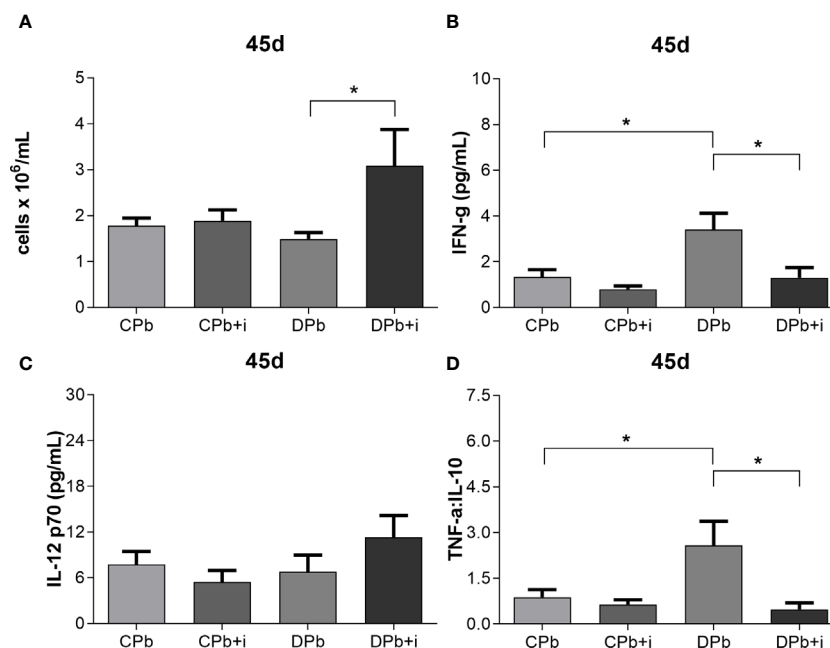 A
45d
cells x 10⁶/mL
5
4
3
2
1
0
*
CPb
CPb+i
DPb
DPb+i
B
45d
IFN-g (pg/mL)
10
8
6
4
2
0
*
*
CPb
CPb+i
DPb
DPb+i
C
45d
IL-12 p70 (pg/mL)
30
24
18
12
6
0
CPb
CPb+i
DPb
DPb+i
D
45d
TNF-a:IL-10
7.5
6.0
4.5
3.0
1.5
0.0
*
*
CPb
CPb+i
DPb
DPb+i